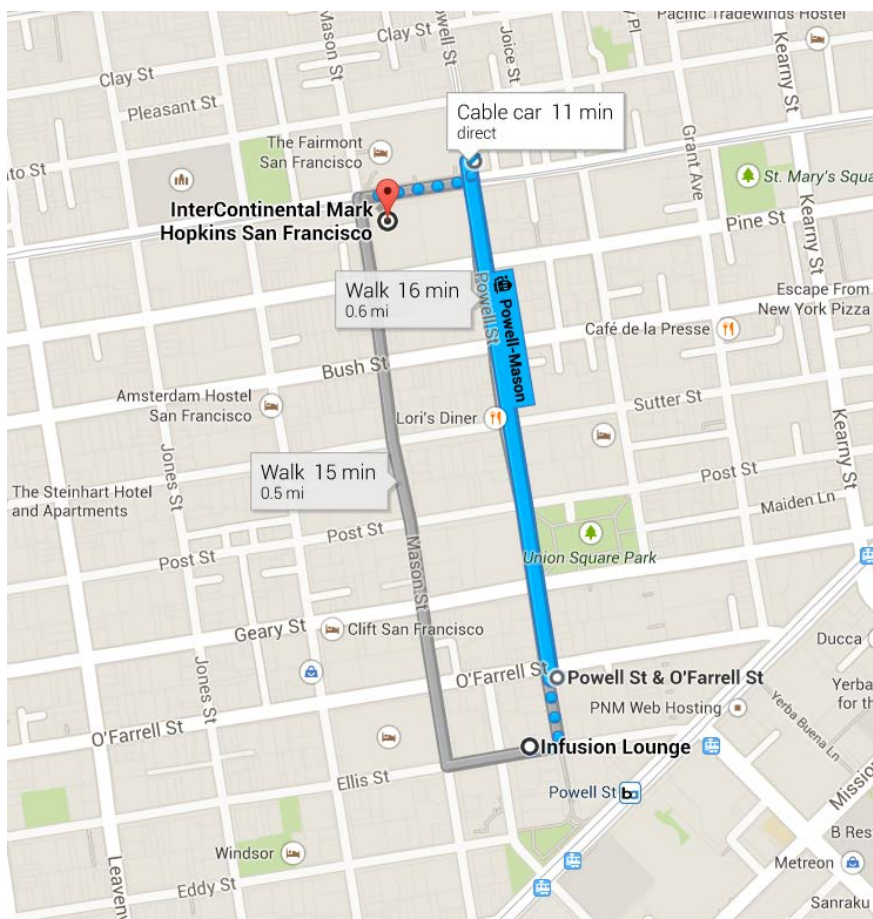 Pacific Tradewinds Hostel
Mason St
Powell St
Clay St
Clay St
Joice St
Kearny St
Pleasant St
Cable car 11 min
direct
The Fairmont
San Francisco
Grant Ave
St. Mary's Squa
InterContinental Mark
Hopkins San Francisco
Pine St
Walk 16 min
0.6 mi
Powell St
Powell-Mason
Escape From
New York Pizza
Café de la Presse
Bush St
Amsterdam Hostel
San Francisco
Lori's Diner
Sutter St
Kearny St
Walk 15 min
0.5 mi
Jones St
Post St
The Steinhart Hotel
and Apartments
Maiden Ln
Post St
Post St
Union Square Park
Mason St
Geary St
Clift San Francisco
Ducca
Jones St
O'Farrell St
Powell St & O'Farrell St
Yerba
for th
PNM Web Hosting
Yerba Buena Ln
O'Farrell St
Infusion Lounge
Ellis St
Powell St
ba
Mission
B Res
Windsor
Metreon
Leavenw
Eddy St
Sanraku